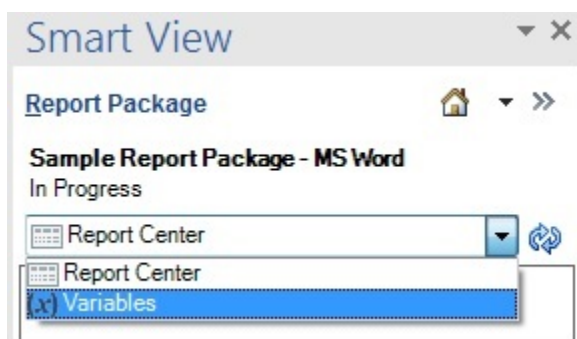 Smart View
Report Package
Sample Report Package - MS Word
In Progress
Report Center
Report Center
(x) Variables